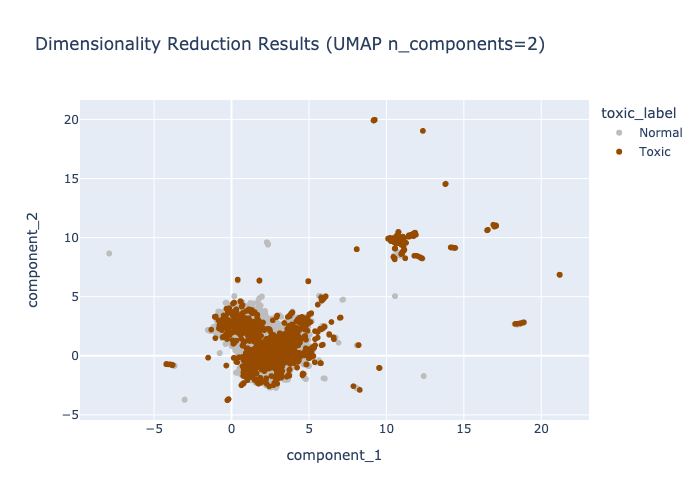 Dimensionality Reduction Results (UMAP n_components=2)
toxic_label
Normal
Toxic
component_2
20
15
10
5
0
−5
−5
0
5
10
15
20
component_1